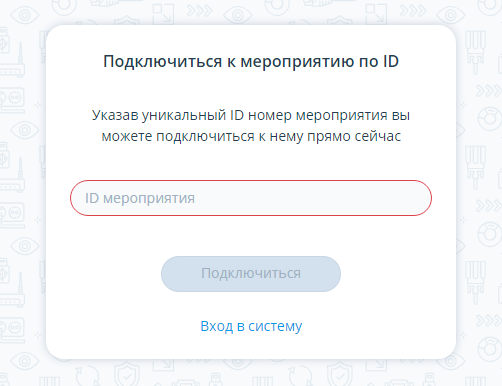 Подключиться к мероприятию по ID
Указав уникальный ID номер мероприятия вы
можете подключиться к нему прямо сейчас
ID мероприятия
Подключиться
Вход в систему